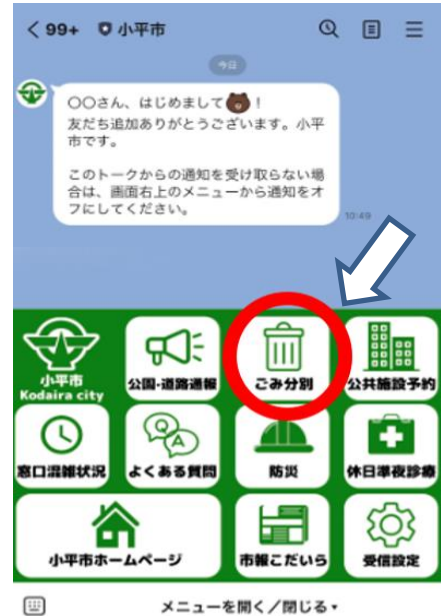 99+ 小平市
今日
〇〇さん、はじめまして！
友だち追加ありがとうございます。小平
市です。
このトークからの通知を受け取らない場
合は、画面右上のメニューから通知をオ
フにしてください。
10:49
小平市
Kodaira city
公園・道路通報
ごみ分別
公共施設予約
窓口混雑状況
Q A
よくある質問
防災
休日準夜診療
小平市ホームページ
市報こだいら
受信設定
メニューを開く／閉じる▾